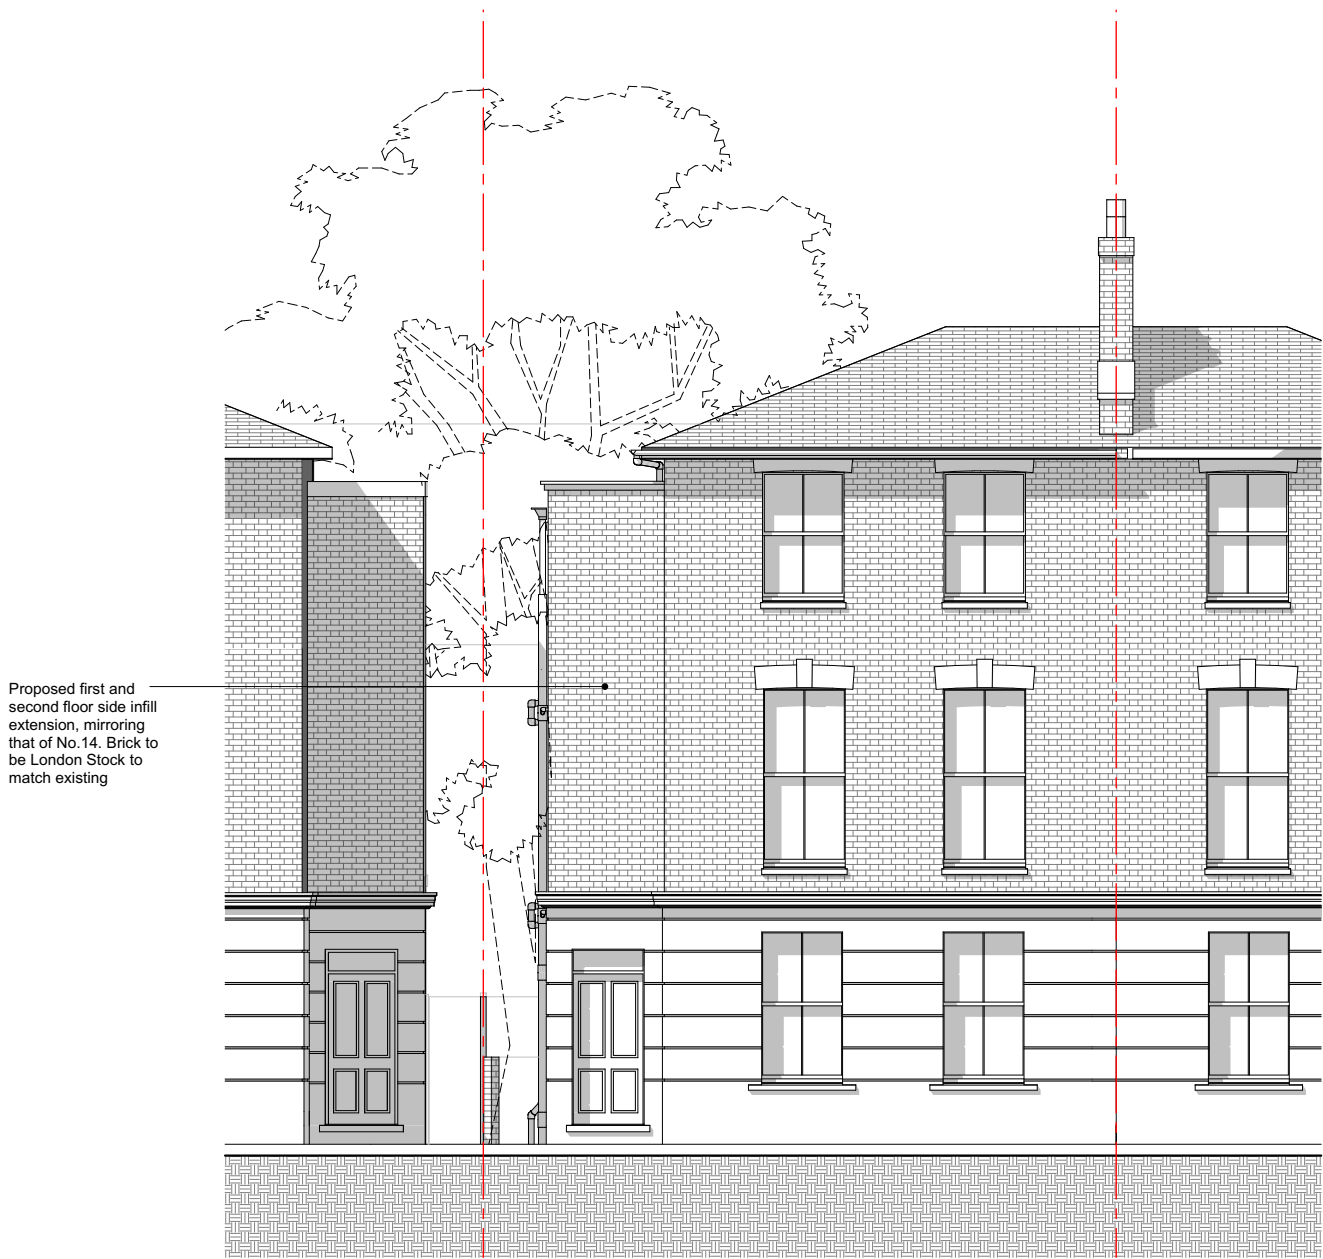 Proposed first and
second floor side infill
extension, mirroring
that of No.14. Brick to
be London Stock to
match existing